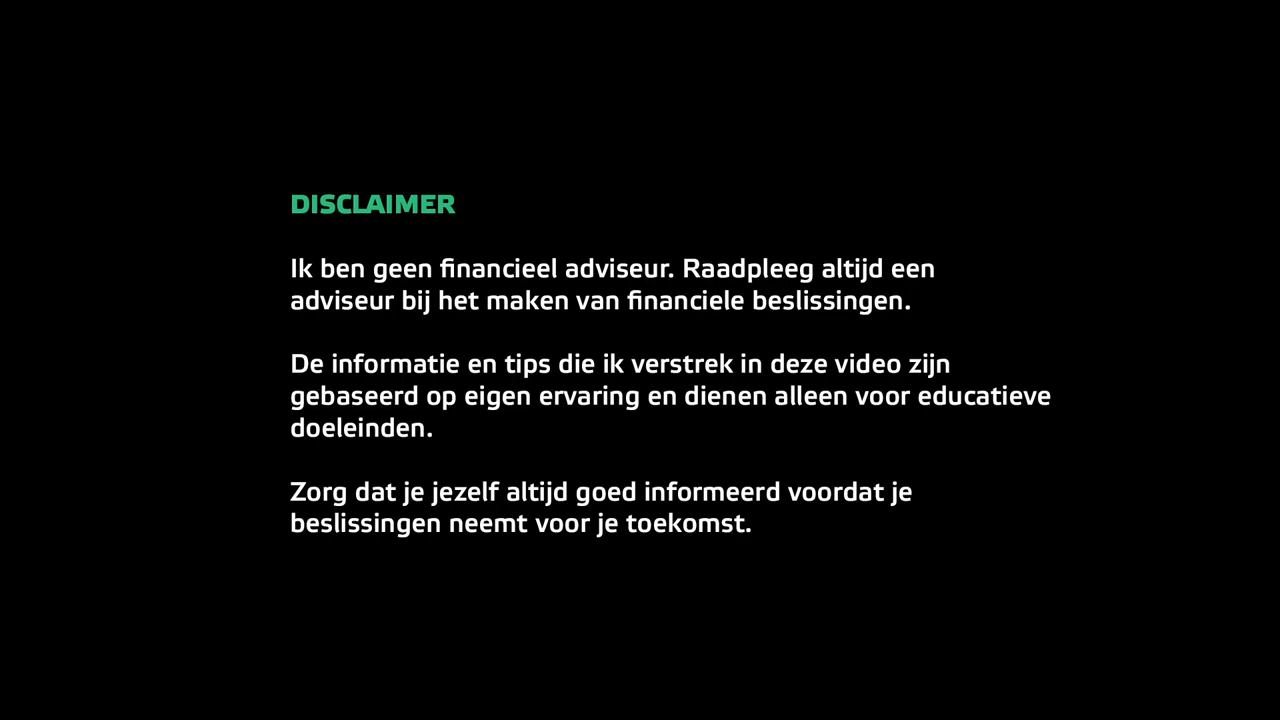 DISCLAIMER
Ik ben geen financieel adviseur. Raadpleeg altijd een
adviseur bij het maken van financiele beslissingen.
De informatie en tips die ik verstrek in deze video zijn
gebaseerd op eigen ervaring en dienen alleen voor educatieve
doeleinden.
Zorg dat je jezelf altijd goed informeerd voordat je
beslissingen neemt voor je toekomst.